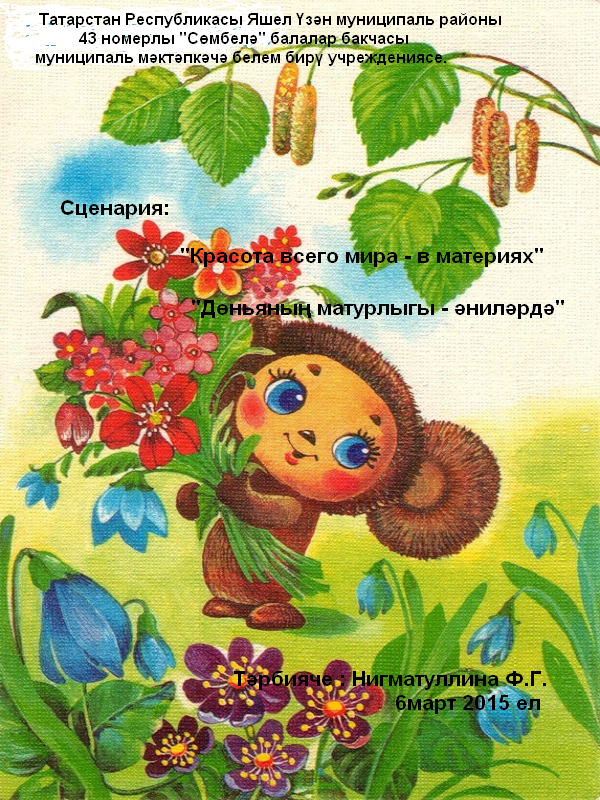 Татарстан Республикасы Яшел Үзән муниципаль районы
43 номерлы "Сөмбелә" балалар бакчасы
муниципаль мәктәпкәчә белем бирү учреждениясе.
Сценария:
"Красота всего мира - в материях"
"Дөньяның матурлыгы - әниләрдә"
Тәрбияче : Нигматуллина Ф.Г.
6март 2015 ел